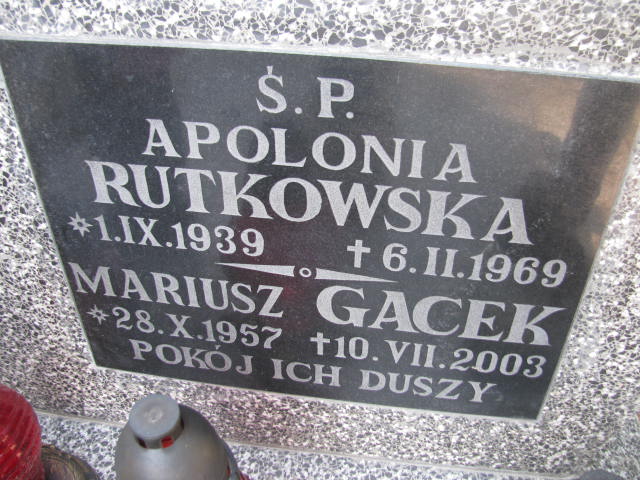 Ś. P.
APOLONIA
RUTKOWSKA
1.IX.1939 † 6.II.1969
MARIUSZ GACEK
28.X.1957 † 10.VII.2003
POKÓJ ICH DUSZY